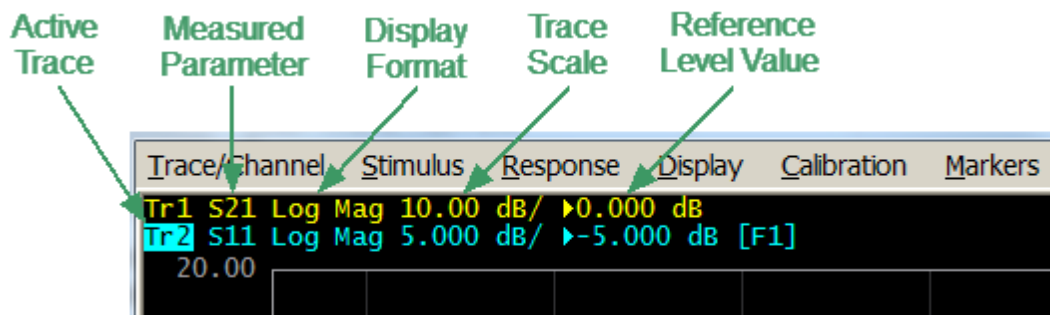 Active Trace
Measured Parameter
Display Format
Trace Scale
Reference Level Value
Trace/Channel Stimulus Response Display Calibration Markers
Tr1 S21 Log Mag 10.00 dB/ ▶0.000 dB
Tr2 S11 Log Mag 5.000 dB/ ▶-5.000 dB [F1]
20.00